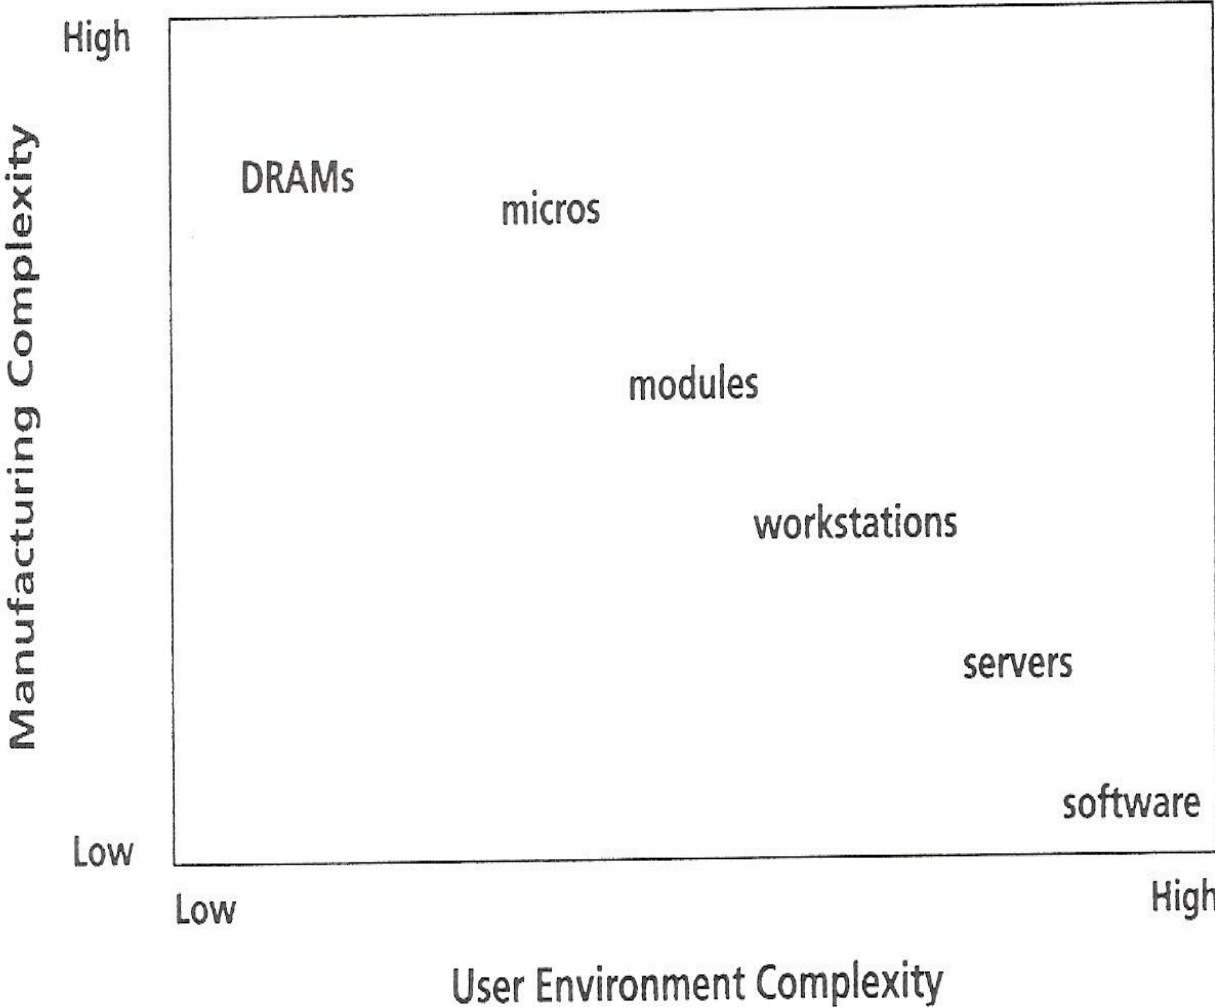 High
Manufacturing Complexity
DRAMs
micros
modules
workstations
servers
software
Low
Low
High
User Environment Complexity